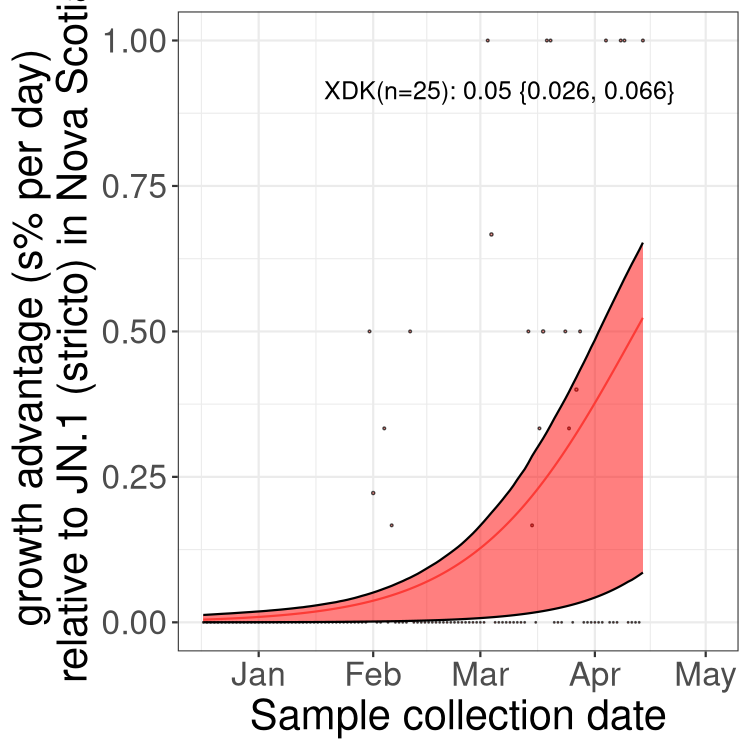 growth advantage (s% per day)
relative to JN.1 (stricto) in Nova Scotia
1.00
0.75
0.50
0.25
0.00
XDK(n=25): 0.05 {0.026, 0.066}
Jan Feb Mar Apr May
Sample collection date